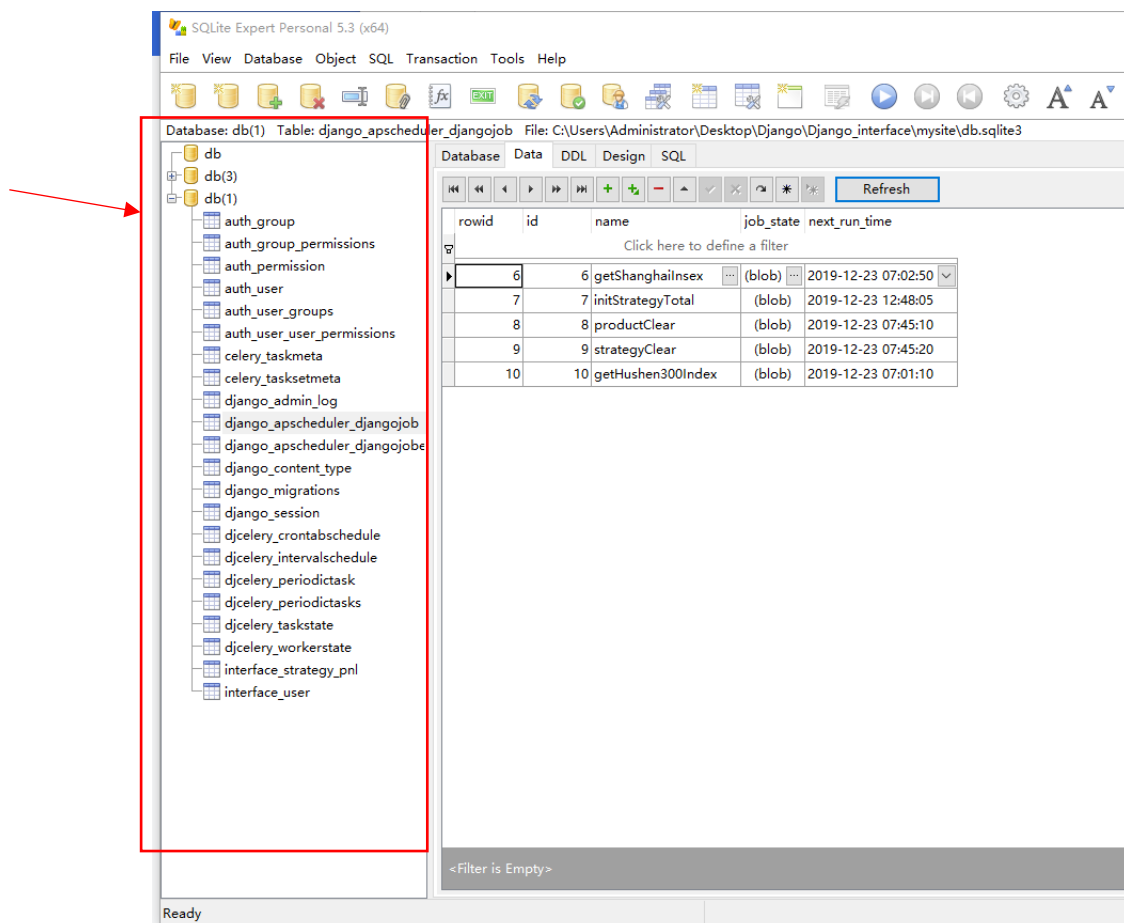 SQLite Expert Personal 5.3 (x64)
File View Database Object SQL Transaction Tools Help
fx EXIT A A
Database: db(1) Table: django_apscheduler_djangojob File: C:\Users\Administrator\Desktop\Django\Django_interface\mysite\db.sqlite3
db
db(3)
db(1)
auth_group
auth_group_permissions
auth_permission
auth_user
auth_user_groups
auth_user_user_permissions
celery_taskmeta
celery_tasksetmeta
django_admin_log
django_apscheduler_djangojob
django_apscheduler_djangojobe
django_content_type
django_migrations
django_session
djcelery_crontabschedule
djcelery_intervalschedule
djcelery_periodictask
djcelery_periodictasks
djcelery_taskstate
djcelery_workerstate
interface_strategy_pnl
interface_user
Database Data DDL Design SQL
Refresh
rowid id name job_state next_run_time
Click here to define a filter
6 6 getShanghaiInsex ... (blob) ... 2019-12-23 07:02:50
7 7 initStrategyTotal (blob) 2019-12-23 12:48:05
8 8 productClear (blob) 2019-12-23 07:45:10
9 9 strategyClear (blob) 2019-12-23 07:45:20
10 10 getHushen300Index (blob) 2019-12-23 07:01:10
<Filter is Empty>
Ready